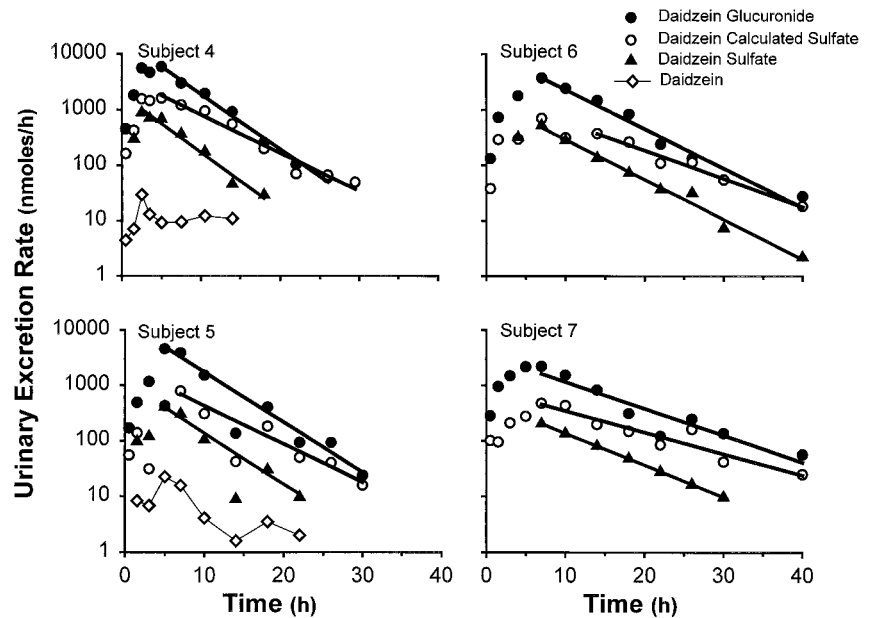 Daidzein Glucuronide
Daidzein Calculated Sulfate
Daidzein Sulfate
Daidzein
Urinary Excretion Rate (nmoles/h)
Subject 4
10000
1000
100
10
1
Subject 6
Subject 5
10000
1000
100
10
1
0 10 20 30 40
Time (h)
Subject 7
0 10 20 30 40
Time (h)